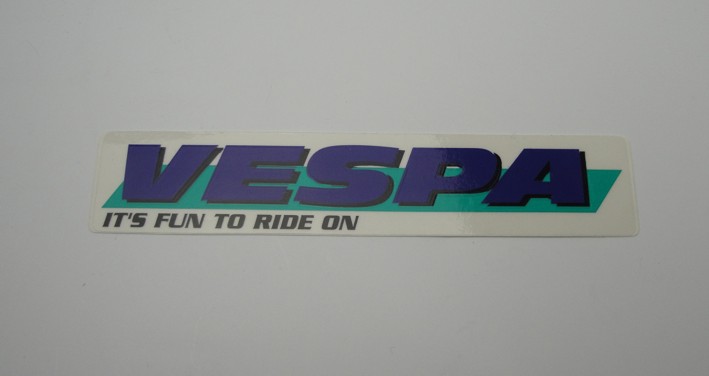 VESPA
IT'S FUN TO RIDE ON